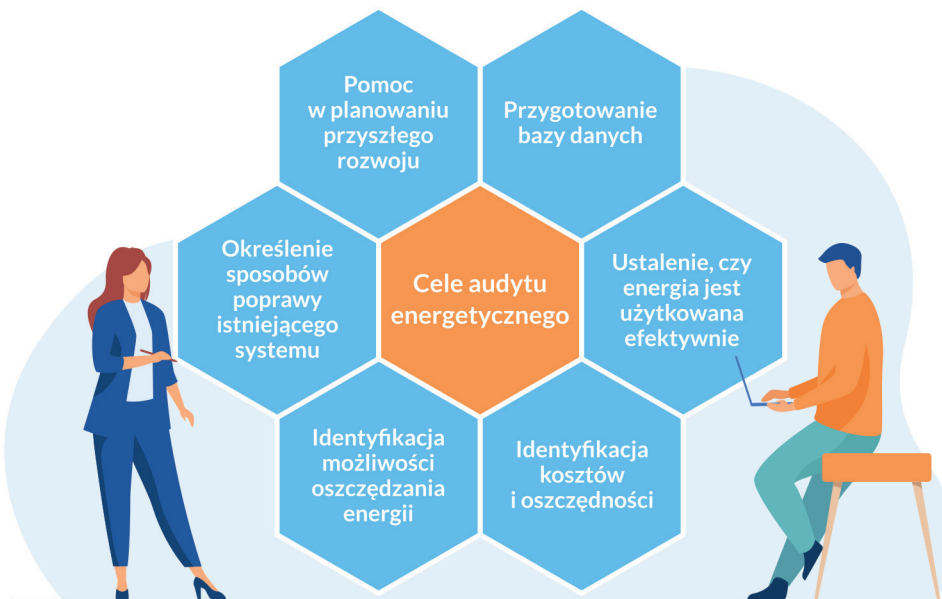 Pomoc
w planowaniu
przyszłego
rozwoju
Przygotowanie
bazy danych
Określenie
sposobów
poprawy
istniejącego
systemu
Cele audytu
energetycznego
Ustalenie, czy
energia jest
użytkowana
efektywnie
Identyfikacja
możliwości
oszczędzania
energii
Identyfikacja
kosztów
i oszczędności